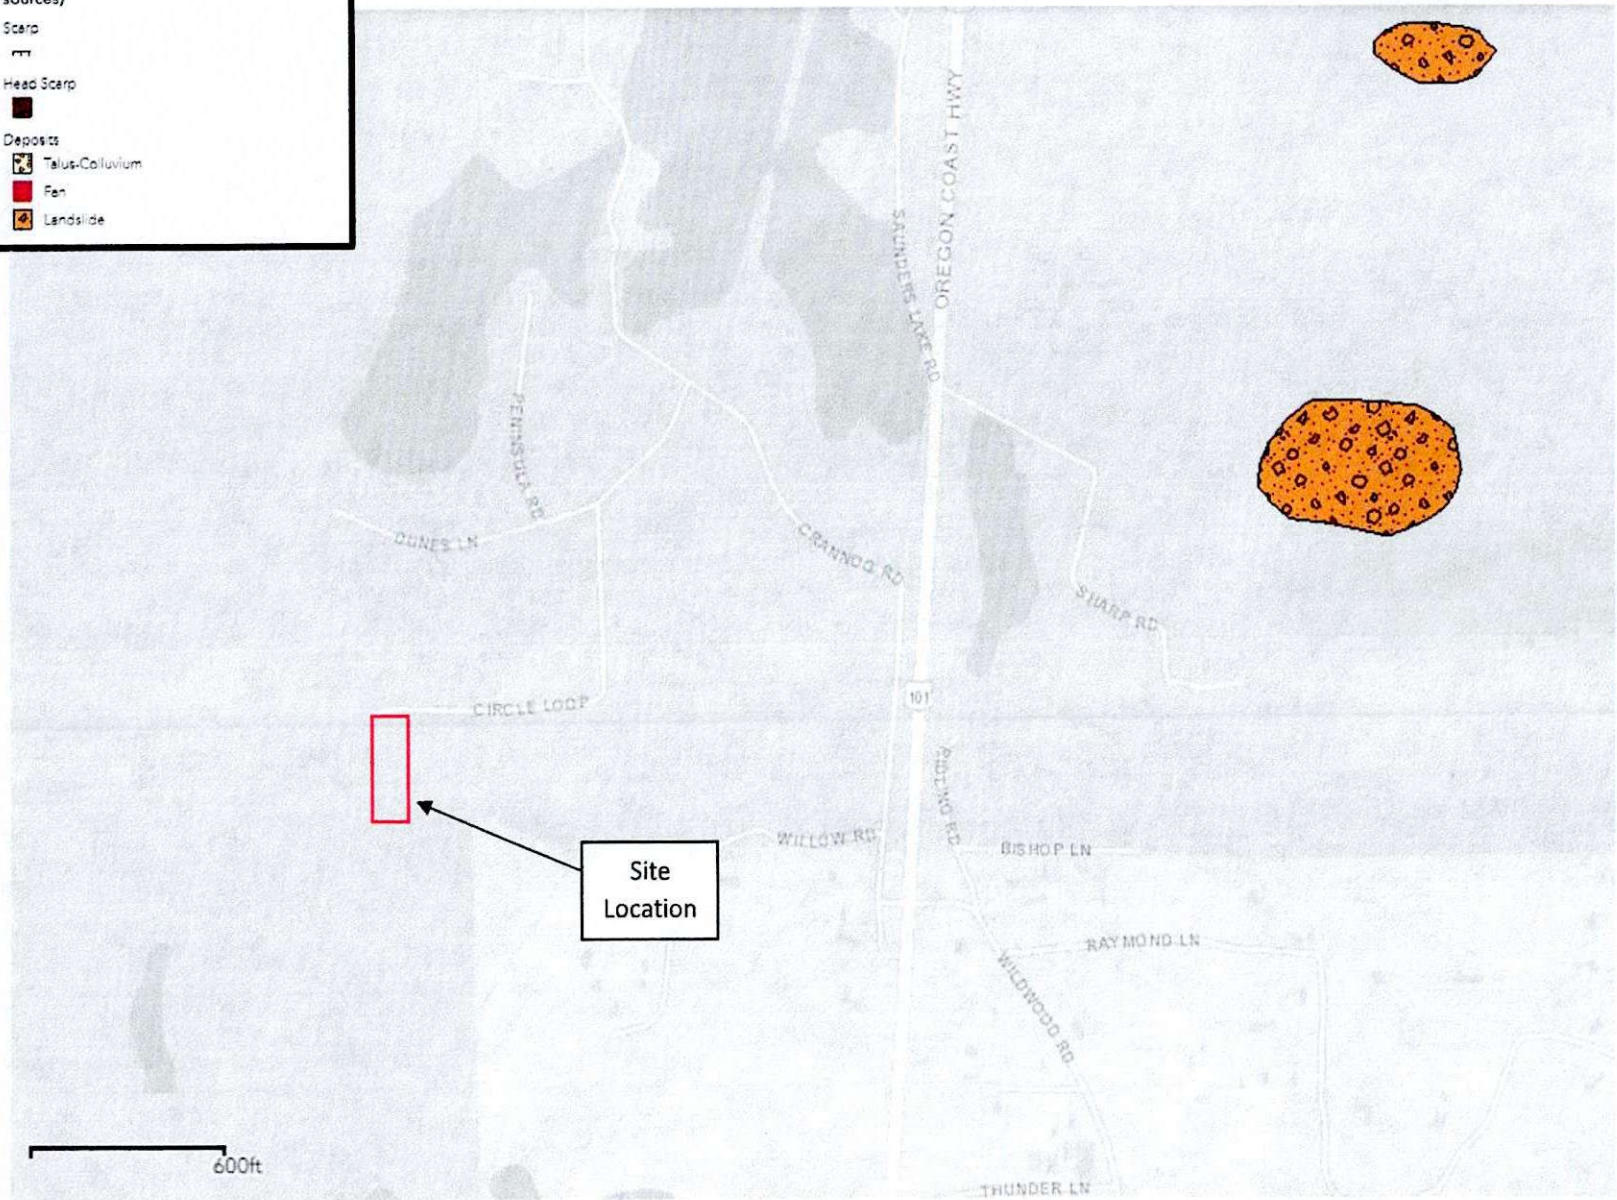 sources)
Scarp
Head Scarp
Deposits
Talus-Colluvium
Fan
Landslide
OREGON COAST HWY
SAUNDERS LAKE RD
PENINSULA RD
DUNES LN
CRANNOG RD
SHARP RD
CIRCLE LOOP
101
RIDING RD
WILLOW RD
BISHOP LN
Site
Location
RAYMOND LN
WILDWOOD RD
600ft
THUNDER LN